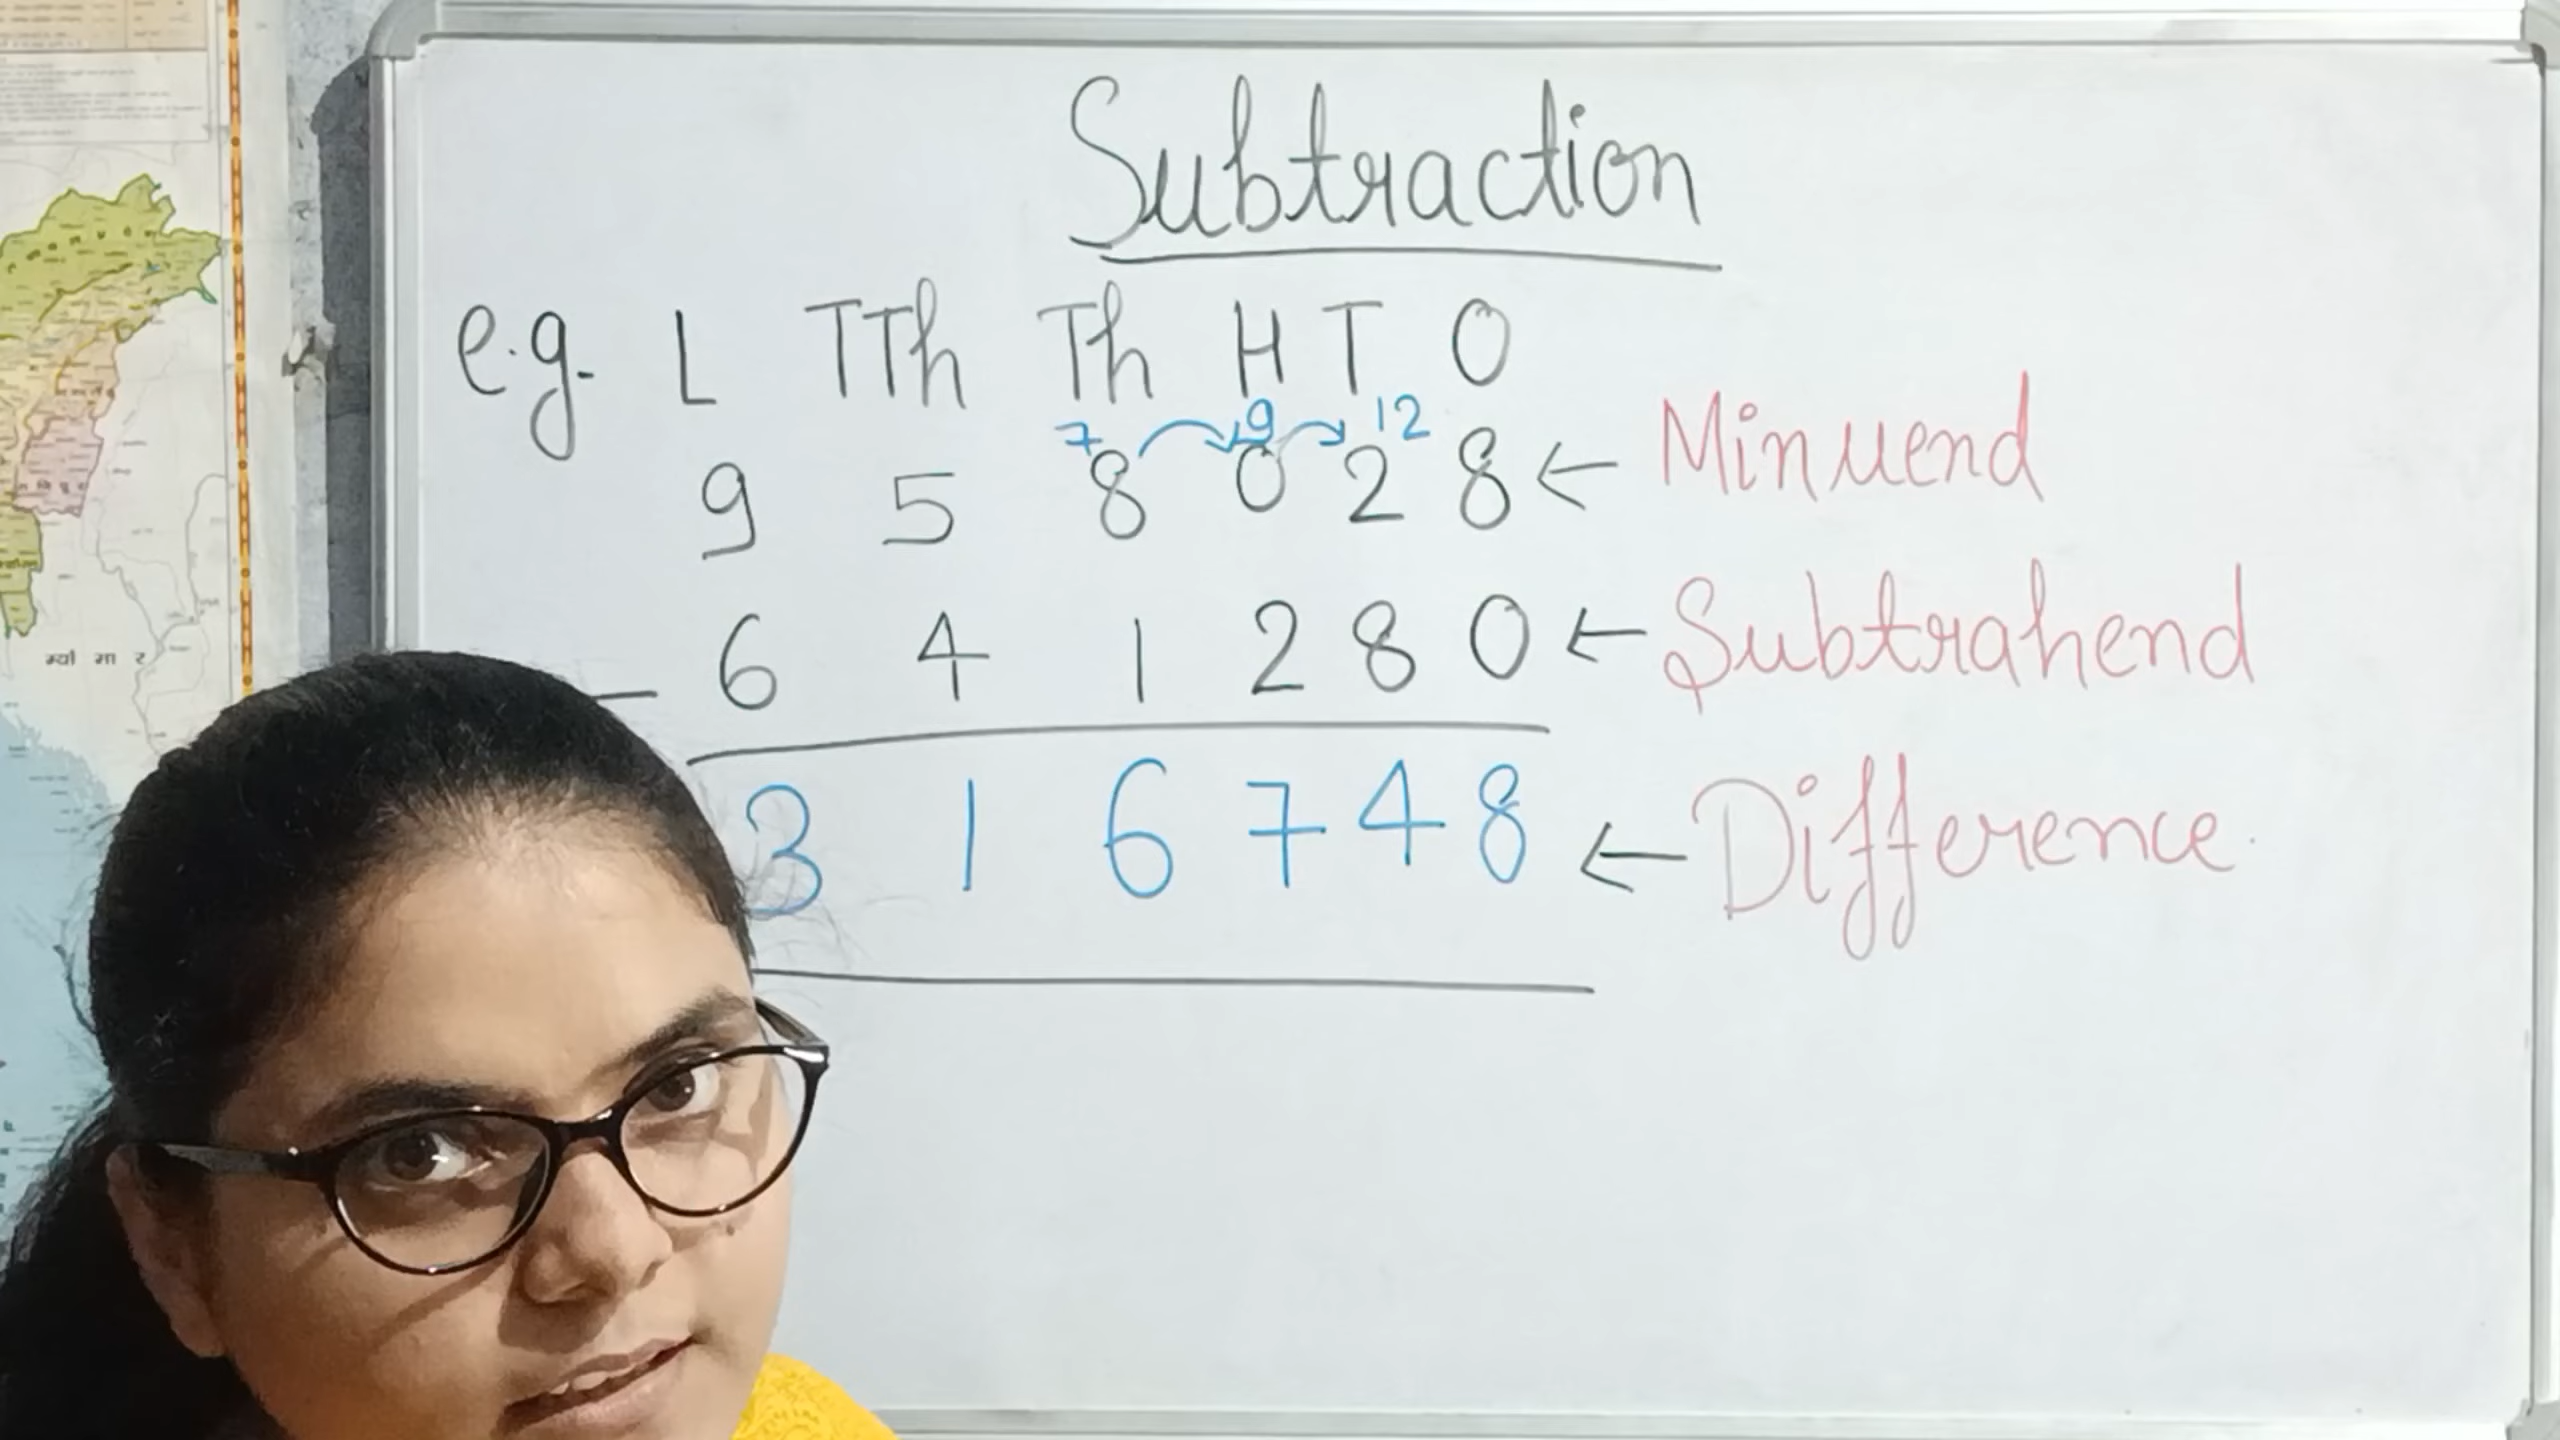 Subtraction
e.g. L TTh Th H T O
7 9 12
9 5 8 0 2 8 ← Minuend
- 6 4 1 2 8 0 ← Subtrahend
3 1 6 7 4 8 ← Difference
म्यां मा र